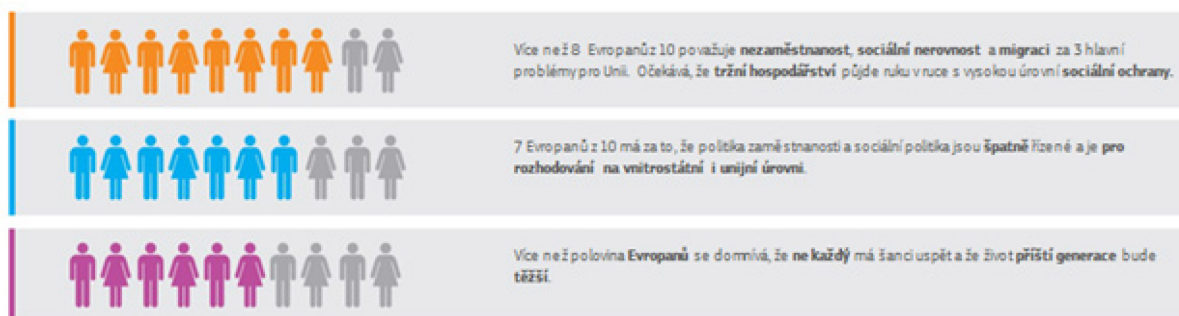 Více než 8 Evropanů z 10 považuje nezaměstnanost, sociální nerovnost a migraci za 3 hlavní
problémy pro Unii. Očekává, že tržní hospodářství půjde ruku v ruce s vysokou úrovní sociální ochrany.
7 Evropanů z 10 má za to, že politika zaměstnanosti a sociální politika jsou špatně řízené a je pro
rozhodování na vnitrostátní i unijní úrovni.
Více než polovina Evropanů se domnívá, že ne každý má šanci uspět a že život příští generace bude
těžší.